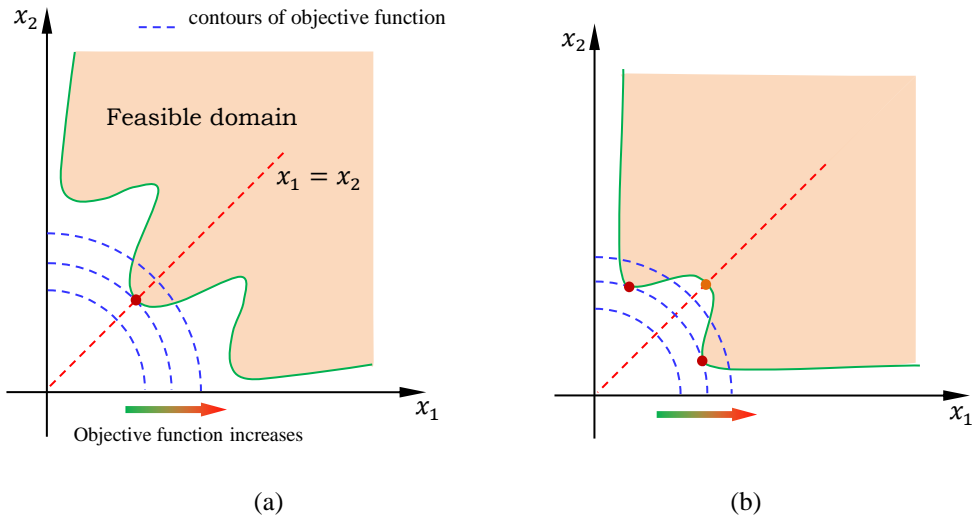 x₂
contours of objective function
Feasible domain
x₁ = x₂
x₁
Objective function increases
(a)
x₂
x₁
(b)